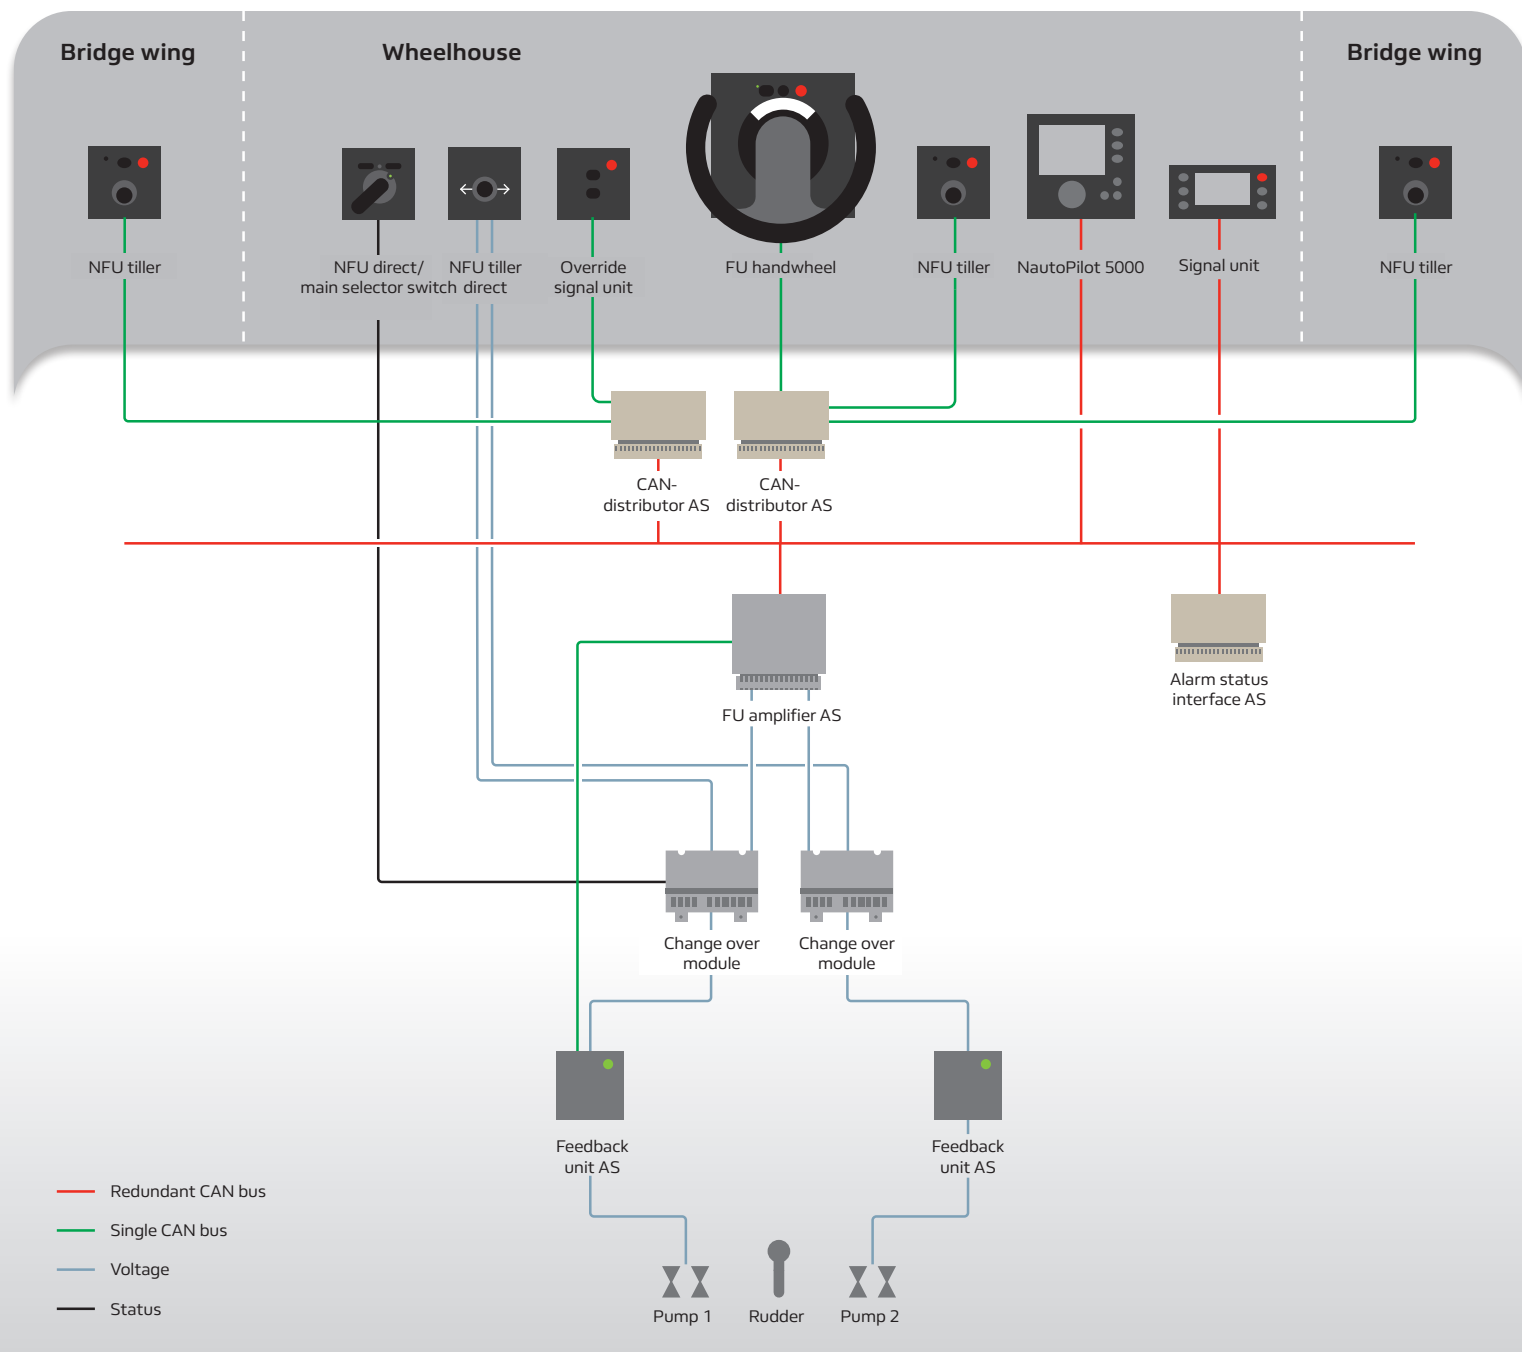 Bridge wing
Wheelhouse
Bridge wing
NFU tiller
NFU direct/
main selector switch
NFU tiller
direct
Override
signal unit
FU handwheel
NFU tiller
NautoPilot 5000
Signal unit
NFU tiller
CAN-
distributor AS
CAN-
distributor AS
FU amplifier AS
Alarm status
interface AS
Change over
module
Change over
module
Feedback
unit AS
Feedback
unit AS
Redundant CAN bus
Single CAN bus
Voltage
Status
Pump 1
Rudder
Pump 2